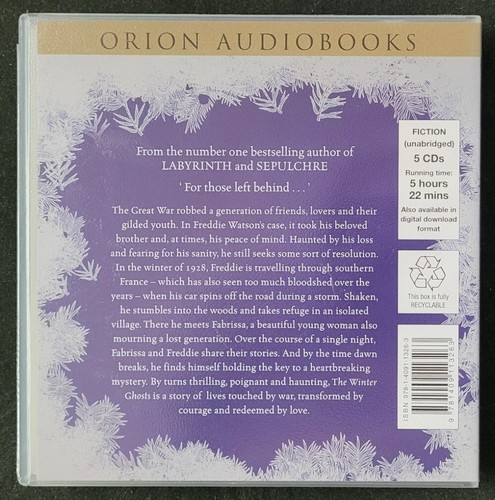 ORION AUDIOBOOKS
From the number one bestselling author of
LABYRINTH and SEPULCHRE
'For those left behind . . .'
The Great War robbed a generation of friends, lovers and their
gilded youth. In Freddie Watson's case, it took his beloved
brother and, at times, his peace of mind. Haunted by his loss
and fearing for his sanity, he still seeks some sort of resolution.
In the winter of 1928, Freddie is travelling through southern
France – which has also seen too much bloodshed over the
years – when his car spins off the road during a storm. Shaken,
he stumbles into the woods and takes refuge in an isolated
village. There he meets Fabrissa, a beautiful young woman also
mourning a lost generation. Over the course of a single night,
Fabrissa and Freddie share their stories. And by the time dawn
breaks, he finds himself holding the key to a heartbreaking
mystery. By turns thrilling, poignant and haunting, The Winter
Ghosts is a story of lives touched by war, transformed by
courage and redeemed by love.
FICTION
(unabridged)
5 CDs
Running time:
5 hours
22 mins
Also available in
digital download
format
This box is fully
RECYCLABLE
ISBN 978-1-4091-1326-3
9 781409 113263